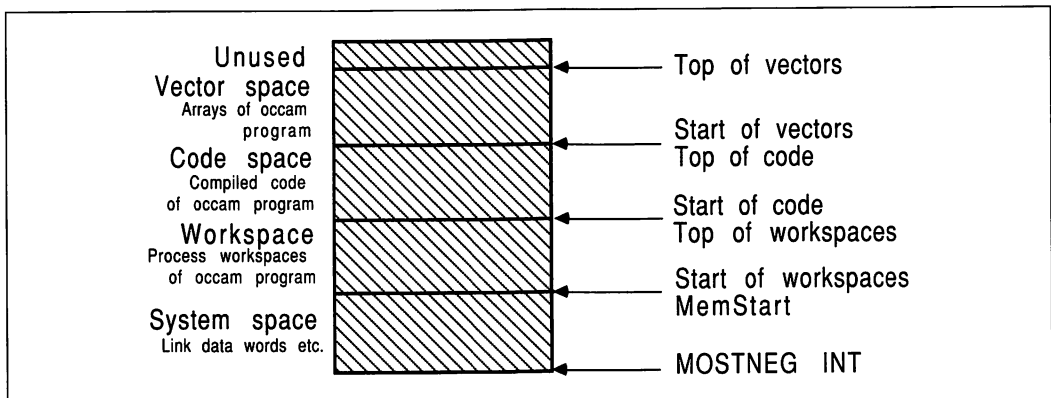 Unused
Vector space
Arrays of occam
program
Code space
Compiled code
of occam program
Workspace
Process workspaces
of occam program
System space
Link data words etc.
Top of vectors
Start of vectors
Top of code
Start of code
Top of workspaces
Start of workspaces
MemStart
MOSTNEG INT